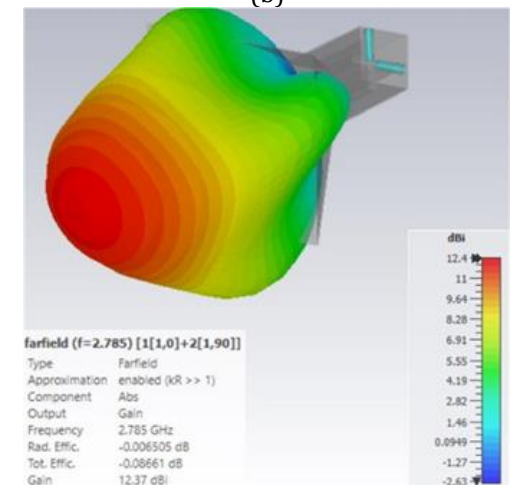 (b)
dBi
12.4
11
9.64
8.28
6.91
5.55
4.19
2.82
1.46
0.0949
-1.27
-2.63
farfield (f=2.785) [1[1,0]+2[1,90]]
Type Farfield
Approximation enabled (kR >> 1)
Component Abs
Output Gain
Frequency 2.785 GHz
Rad. Effic. -0.006505 dB
Tot. Effic. -0.08661 dB
Gain 12.37 dBi